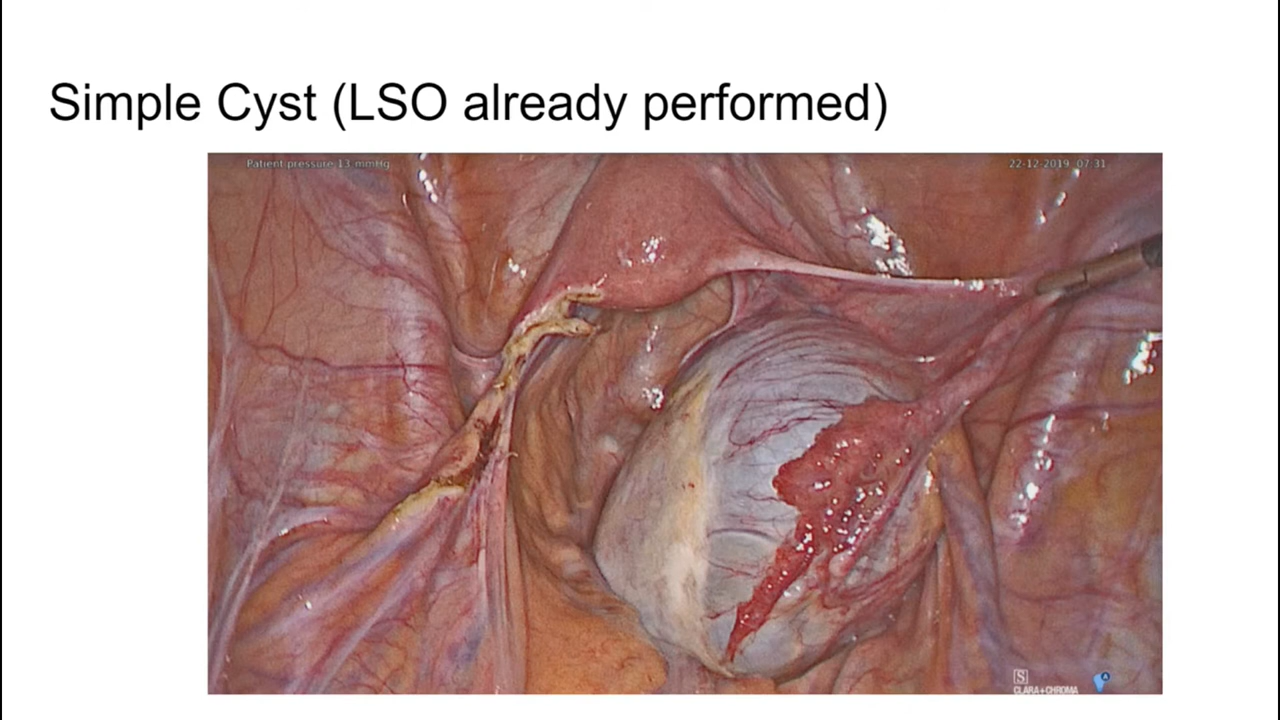 Simple Cyst (LSO already performed)
Patient pressure 13 mmHg
22-12-2019 07:31
S
CLARA+CHROMA
A